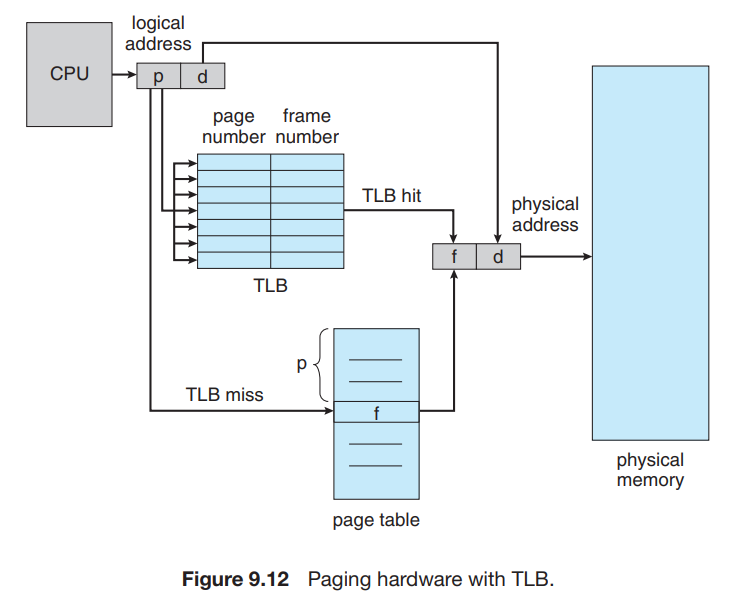 logical
address
CPU
p d
page frame
number number
TLB hit
physical
address
f d
TLB
p
TLB miss
f
physical
memory
page table
Figure 9.12 Paging hardware with TLB.